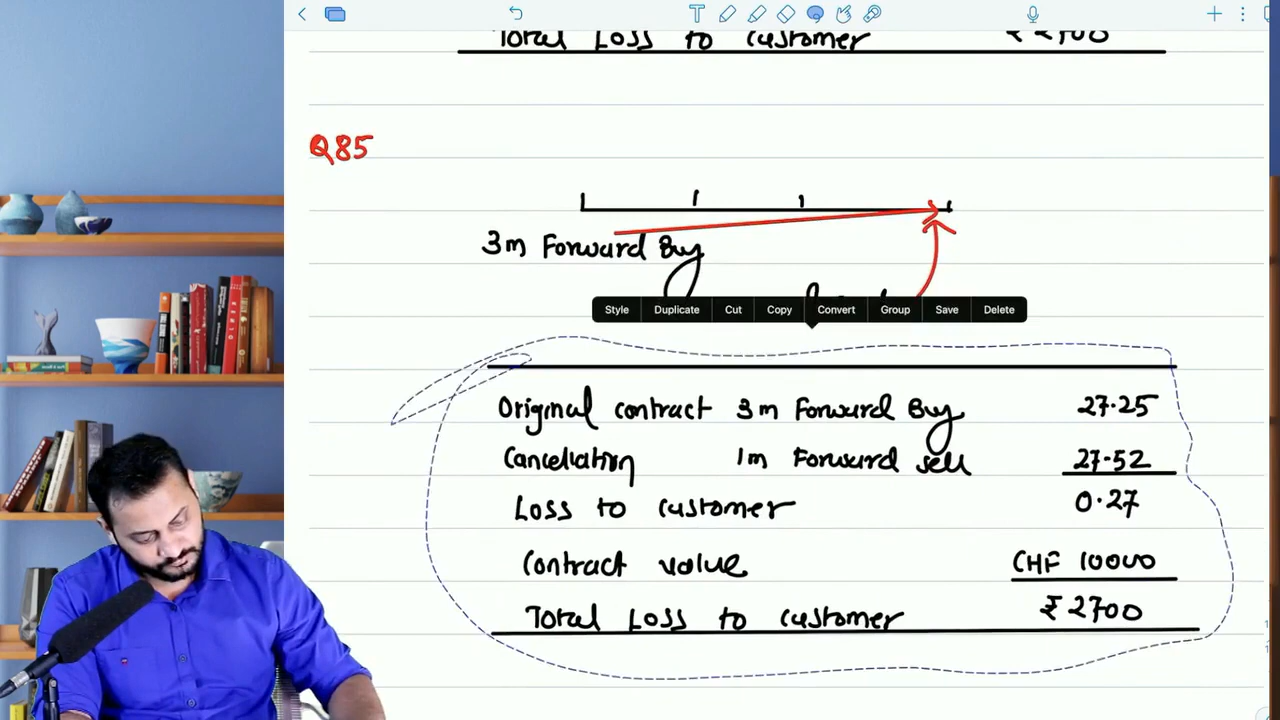 Total Loss to customer ₹ 2700
Q85
3m Forward Buy
Style Duplicate Cut Copy Convert Group Save Delete
Original contract 3m Forward Buy 27.25
Cancellation 1m Forward sell 27.52
Loss to customer 0.27
Contract value CHF 10000
Total Loss to customer ₹2700